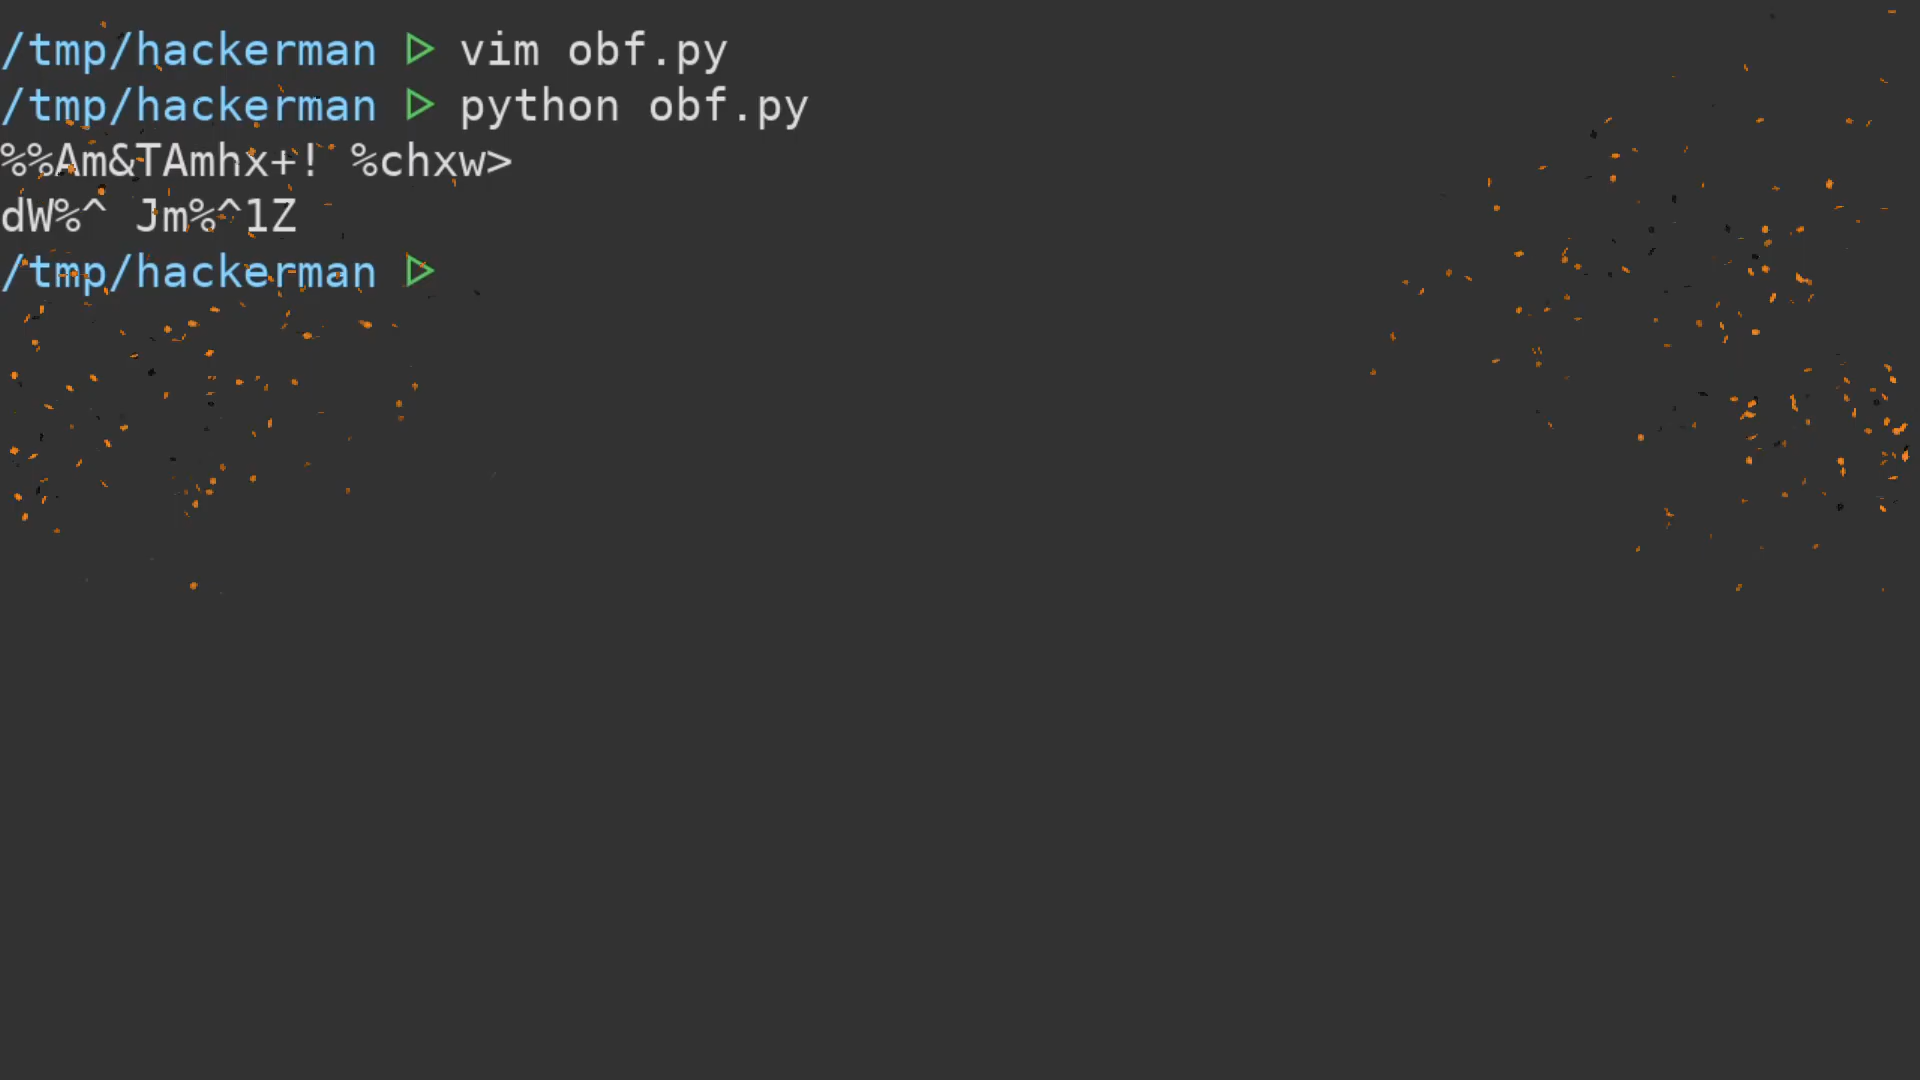 /tmp/hackerman ▷ vim obf.py
/tmp/hackerman ▷ python obf.py
%%Am&TAmhx+! %chxw>
dW%^ Jm%^1Z
/tmp/hackerman ▷